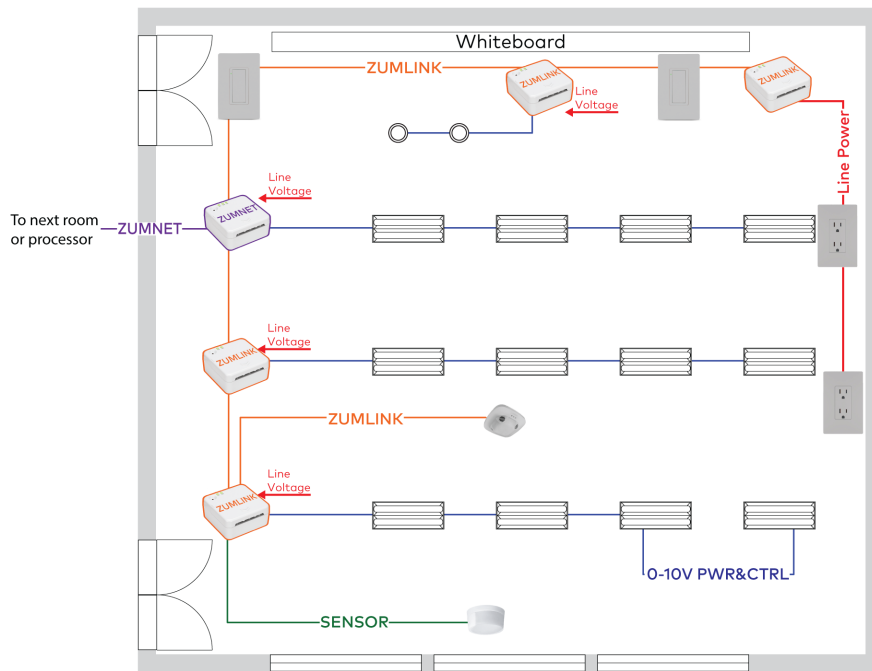 Whiteboard
ZUMLINK
ZUMLINK
ZUMLINK
Line
Voltage
Line Power
Line
Voltage
ZUMNET
To next room
or processor
ZUMNET
Line
Voltage
ZUMLINK
ZUMLINK
Line
Voltage
ZUMLINK
0-10V PWR&CTRL
SENSOR